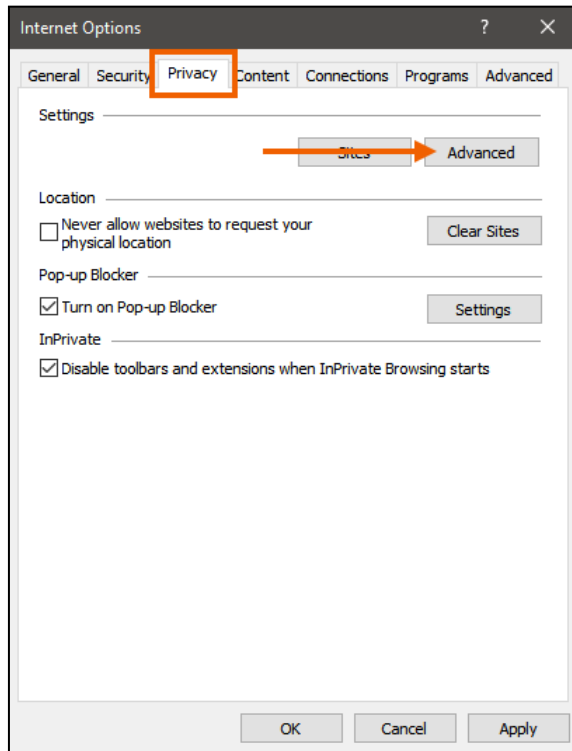 Internet Options ?
General Security Privacy Content Connections Programs Advanced
Settings
Sites Advanced
Location
Never allow websites to request your
physical location
Clear Sites
Pop-up Blocker
Turn on Pop-up Blocker Settings
InPrivate
Disable toolbars and extensions when InPrivate Browsing starts
OK Cancel Apply